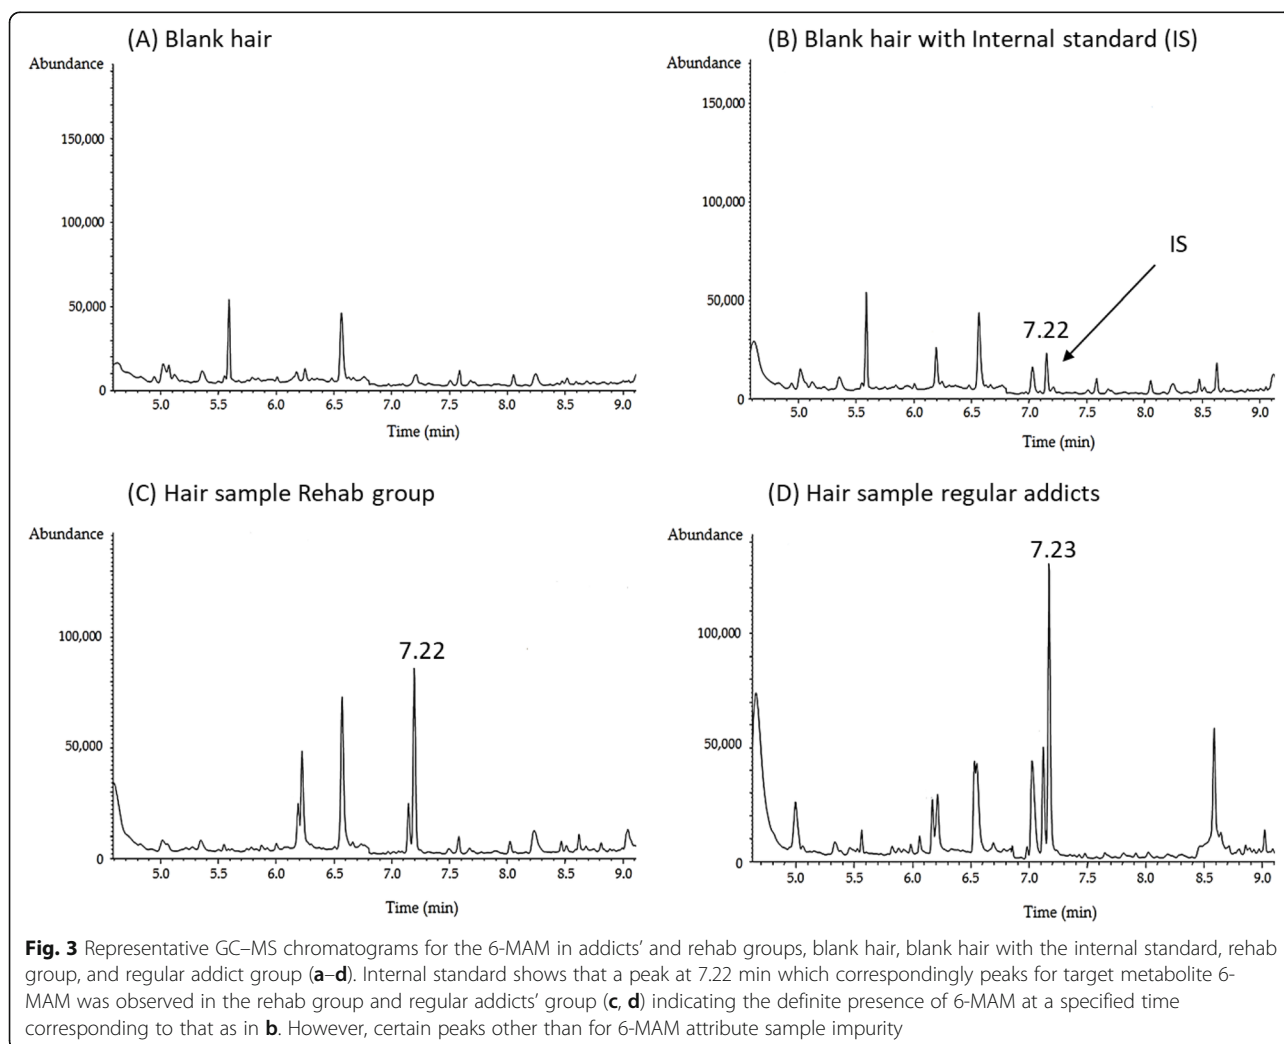 (A) Blank hair
Abundance
150,000
100,000
50,000
0
5.0 5.5 6.0 6.5 7.0 7.5 8.0 8.5 9.0
Time (min)
(B) Blank hair with Internal standard (IS)
Abundance
150,000
100,000
IS
50,000
7.22
0
5.0 5.5 6.0 6.5 7.0 7.5 8.0 8.5 9.0
Time (min)
(C) Hair sample Rehab group
Abundance
100,000
7.22
50,000
0
5.0 5.5 6.0 6.5 7.0 7.5 8.0 8.5 9.0
Time (min)
(D) Hair sample regular addicts
Abundance
7.23
100,000
50,000
0
5.0 5.5 6.0 6.5 7.0 7.5 8.0 8.5 9.0
Time (min)
Fig. 3 Representative GC–MS chromatograms for the 6-MAM in addicts’ and rehab groups, blank hair, blank hair with the internal standard, rehab
group, and regular addict group (a–d). Internal standard shows that a peak at 7.22 min which correspondingly peaks for target metabolite 6-
MAM was observed in the rehab group and regular addicts’ group (c, d) indicating the definite presence of 6-MAM at a specified time
corresponding to that as in b. However, certain peaks other than for 6-MAM attribute sample impurity